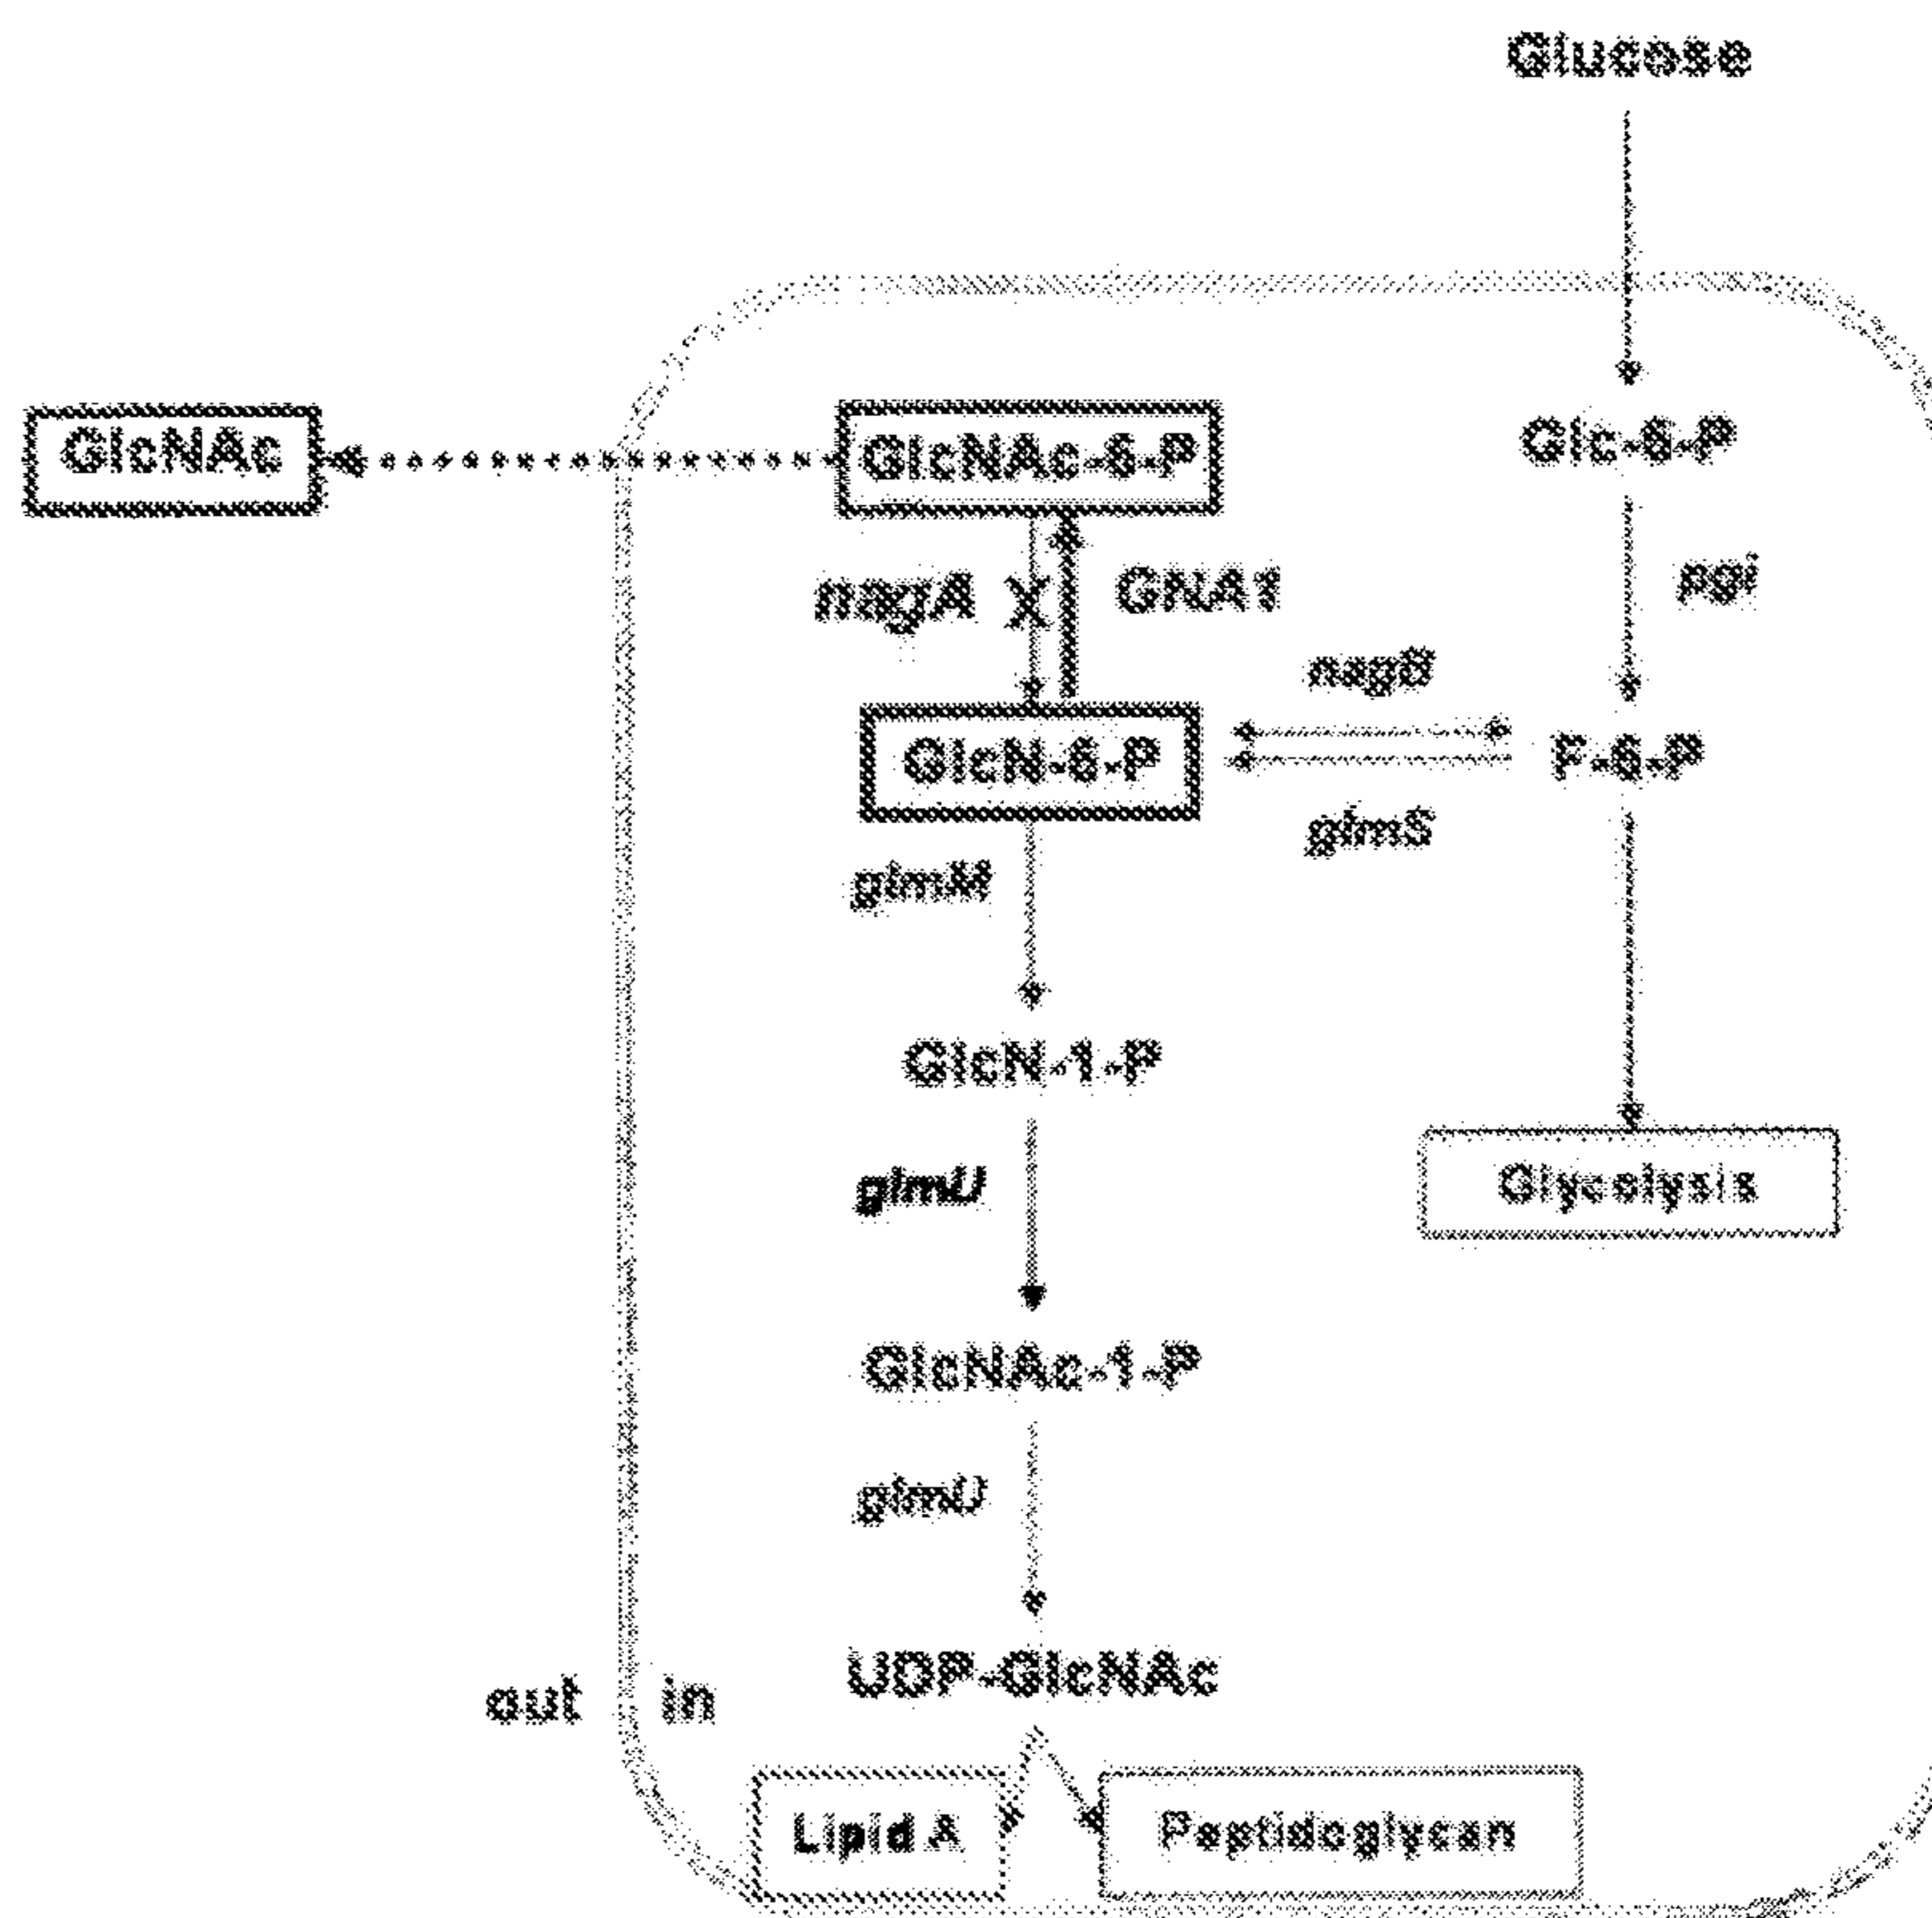 Glucose
GlcNAc
GlcNAc-6-P
Glc-6-P
nagA
X
GNA1
pgi
nagB
GlcN-6-P
F-6-P
glmS
glmM
GlcN-1-P
glmU
Glycolysis
GlcNAc-1-P
glmU
UDP-GlcNAc
out
in
Lipid A
Peptidoglycan